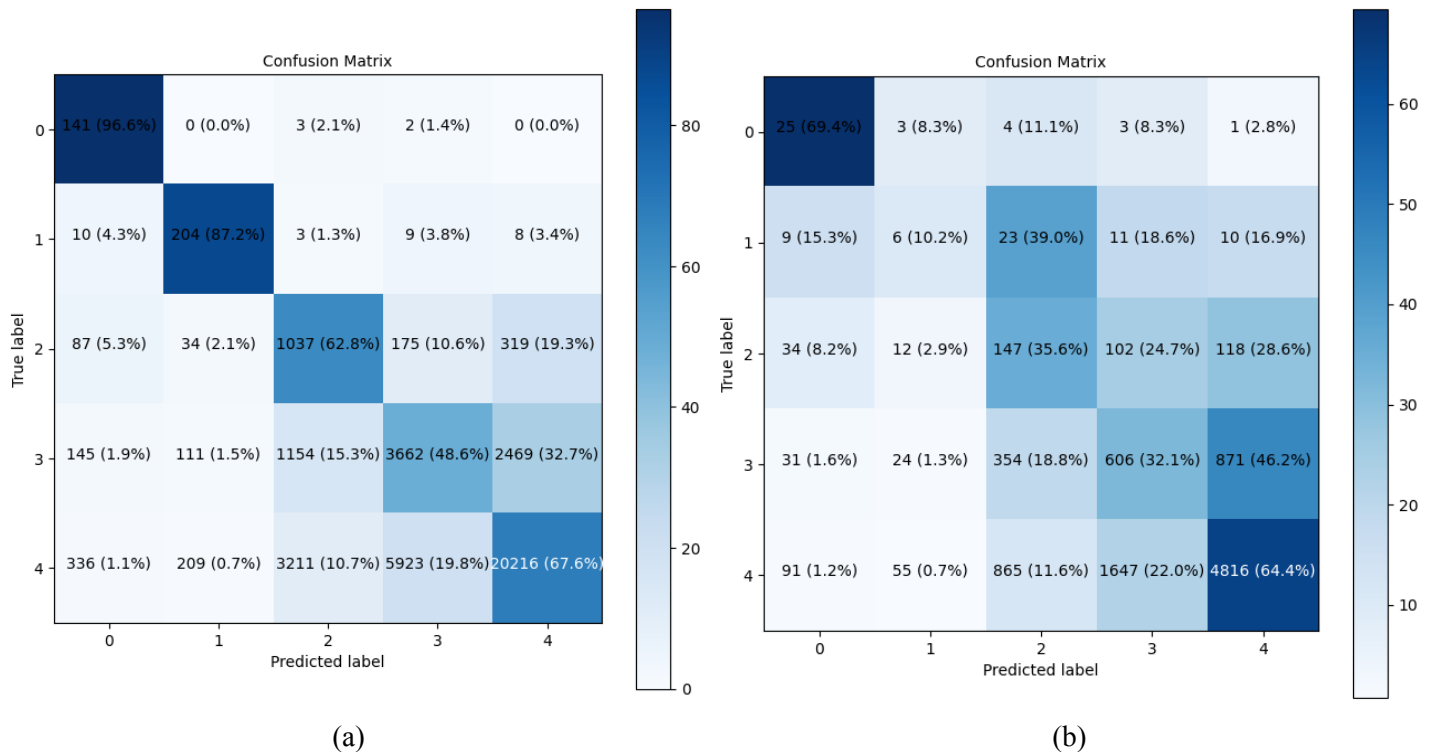 Confusion Matrix
0
141 (96.6%) 0 (0.0%) 3 (2.1%) 2 (1.4%) 0 (0.0%)
1
10 (4.3%) 204 (87.2%) 3 (1.3%) 9 (3.8%) 8 (3.4%)
2
87 (5.3%) 34 (2.1%) 1037 (62.8%) 175 (10.6%) 319 (19.3%)
3
145 (1.9%) 111 (1.5%) 1154 (15.3%) 3662 (48.6%) 2469 (32.7%)
4
336 (1.1%) 209 (0.7%) 3211 (10.7%) 5923 (19.8%) 20216 (67.6%)
True label
0 1 2 3 4
Predicted label
80
60
40
20
0
(a)
Confusion Matrix
0
25 (69.4%) 3 (8.3%) 4 (11.1%) 3 (8.3%) 1 (2.8%)
1
9 (15.3%) 6 (10.2%) 23 (39.0%) 11 (18.6%) 10 (16.9%)
2
34 (8.2%) 12 (2.9%) 147 (35.6%) 102 (24.7%) 118 (28.6%)
3
31 (1.6%) 24 (1.3%) 354 (18.8%) 606 (32.1%) 871 (46.2%)
4
91 (1.2%) 55 (0.7%) 865 (11.6%) 1647 (22.0%) 4816 (64.4%)
True label
0 1 2 3 4
Predicted label
60
50
40
30
20
10
(b)